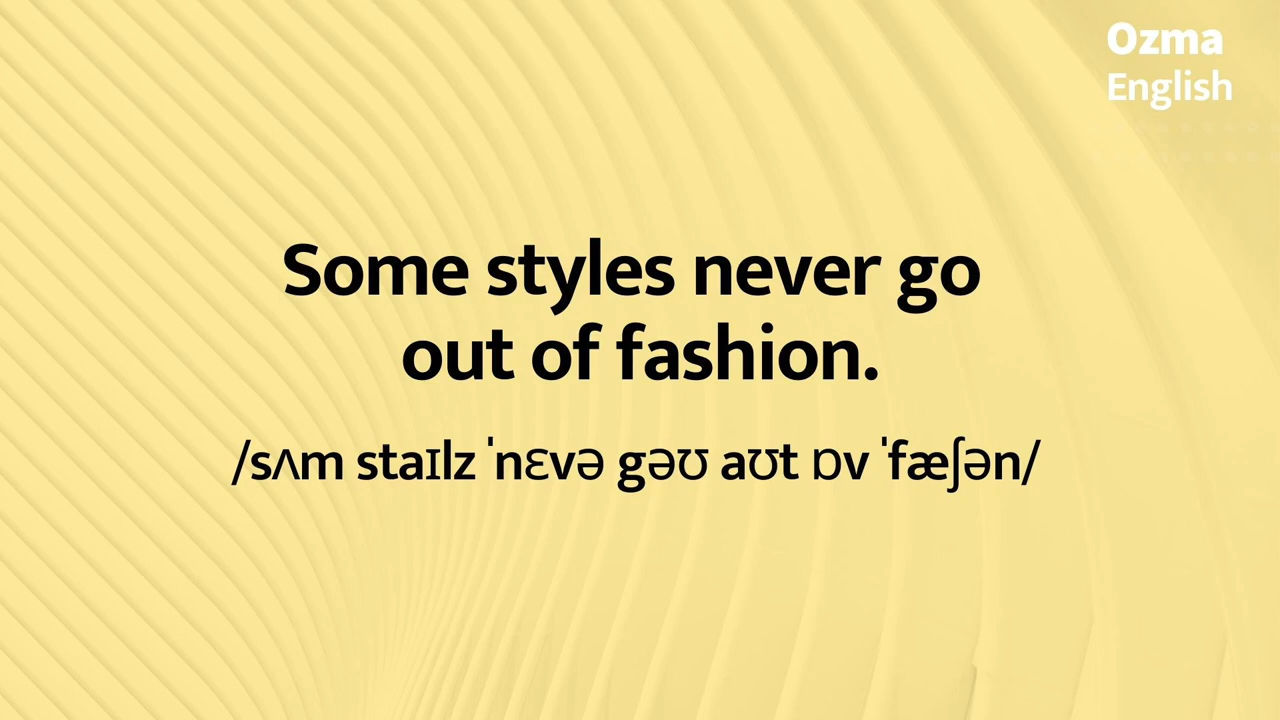 Ozma
English
Some styles never go
out of fashion.
/sʌm staɪlz ˈnɛvə gəʊ aʊt ɒv ˈfæʃən/